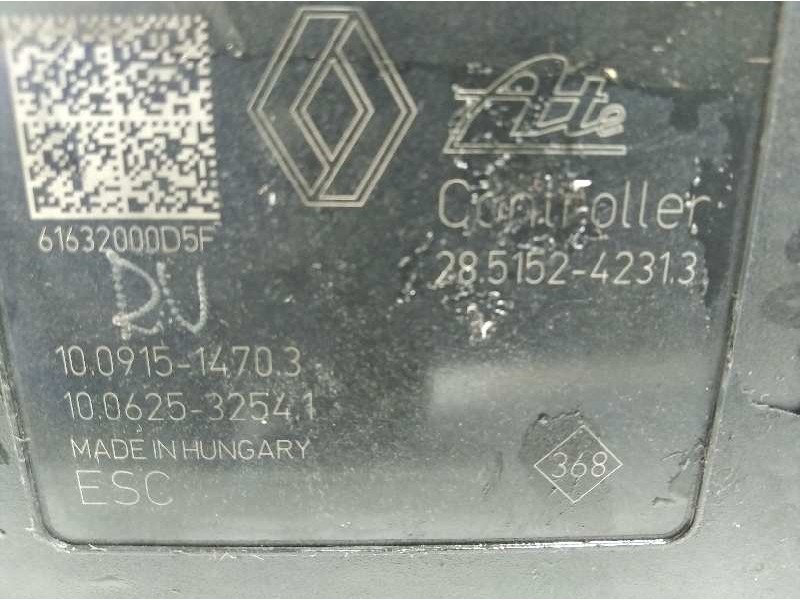 Ate
Controller
28.5152-4231.3
61632000D5F
RU
10.0915-1470.3
10.0625-3254.1
MADE IN HUNGARY
ESC
368